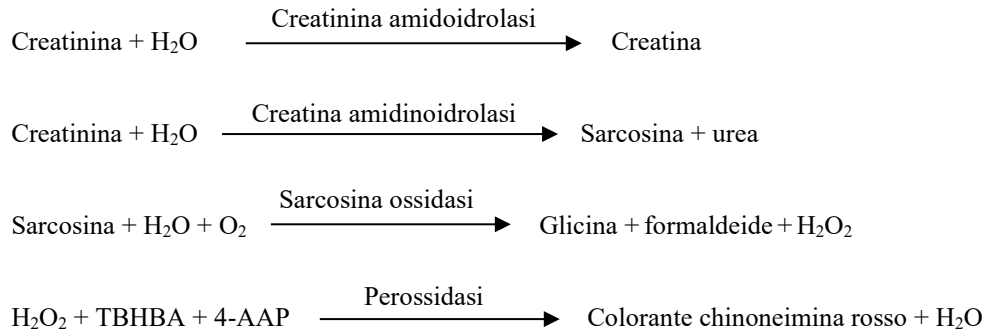 Creatinina amidoidrolasi
Creatinina + H₂O Creatina
Creatina amidinoidrolasi
Creatinina + H₂O Sarcosina + urea
Sarcosina ossidasi
Sarcosina + H₂O + O₂ Glicina + formaldeide + H₂O₂
Perossidasi
H₂O₂ + TBHBA + 4-AAP Colorante chinoneimina rosso + H₂O